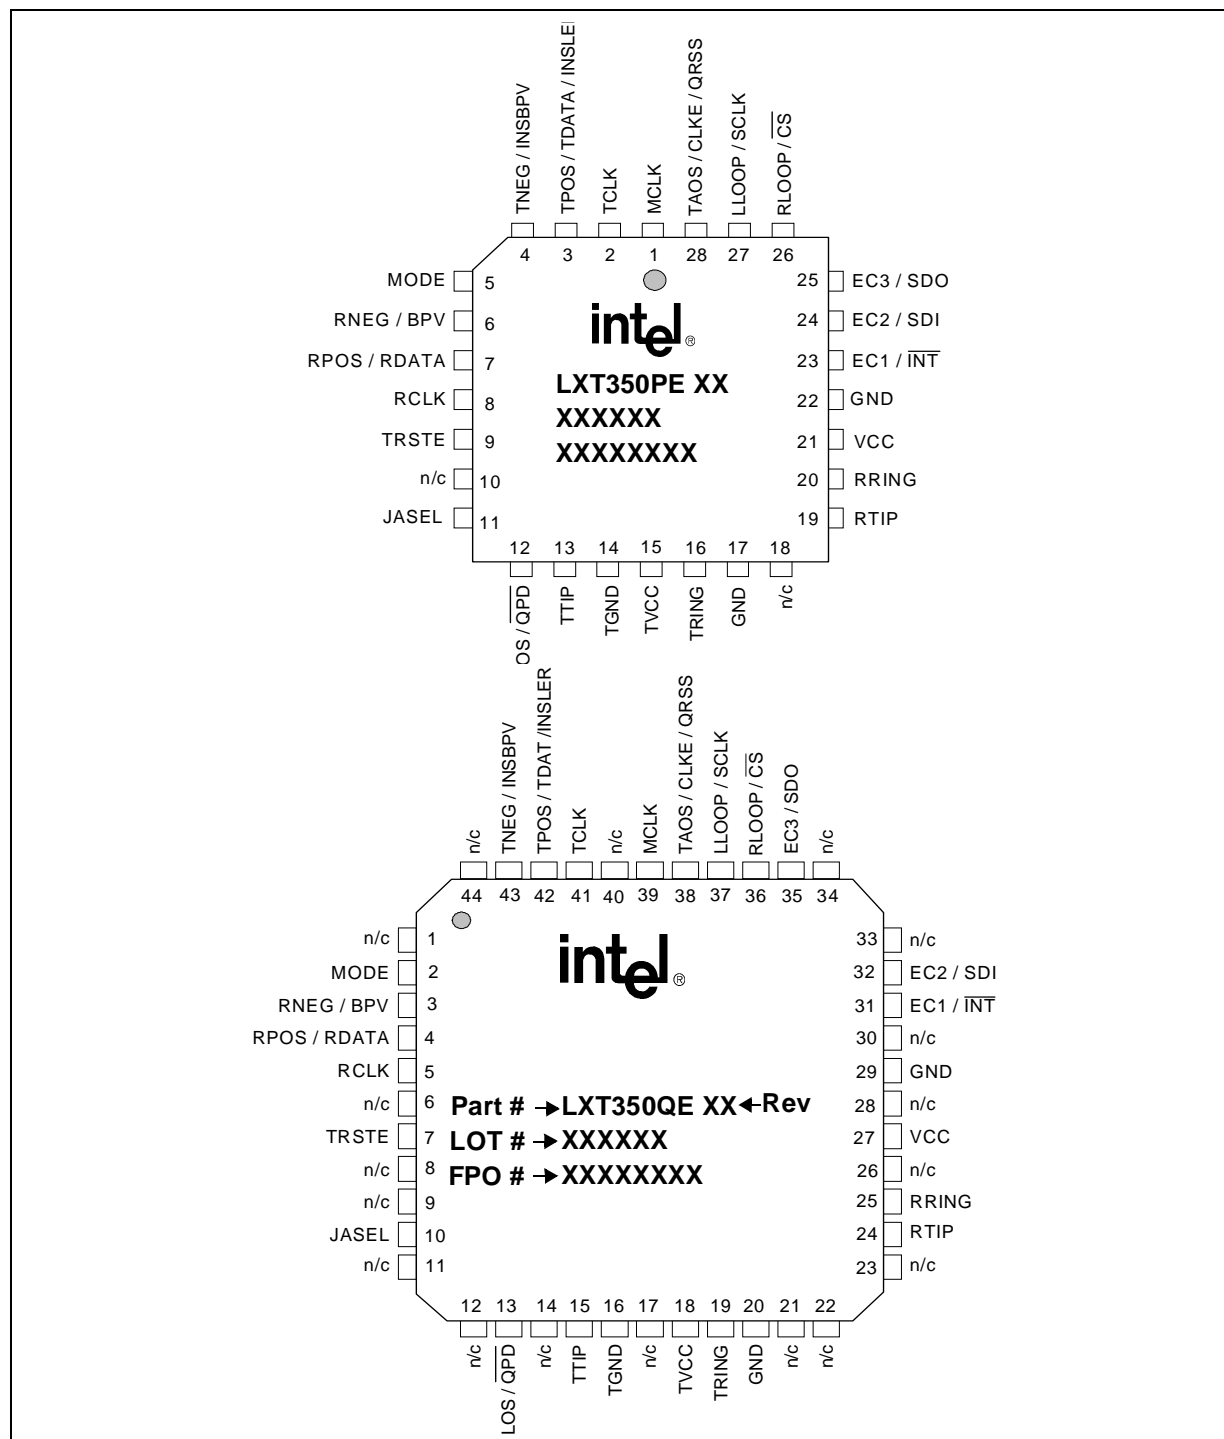 TNEG / INSBPV
TPOS / TDATA / INSLE
TCLK
MCLK
TAOS / CLKE / QRSS
LLOOP / SCLK
RLOOP / CS
4 3 2 1 28 27 26
MODE 5
RNEG / BPV 6
RPOS / RDATA 7
RCLK 8
TRSTE 9
n/c 10
JASEL 11
intel®
LXT350PE XX
XXXXXX
XXXXXXXX
25 EC3 / SDO
24 EC2 / SDI
23 EC1 / INT
22 GND
21 VCC
20 RRING
19 RTIP
12 13 14 15 16 17 18
OS / QPD
TTIP
TGND
TVCC
TRING
GND
n/c
n/c
TNEG / INSBPV
TPOS / TDAT /INSLER
TCLK
n/c
MCLK
TAOS / CLKE / QRSS
LLOOP / SCLK
RLOOP / CS
EC3 / SDO
n/c
44 43 42 41 40 39 38 37 36 35 34
n/c 1
MODE 2
RNEG / BPV 3
RPOS / RDATA 4
RCLK 5
n/c 6
TRSTE 7
n/c 8
n/c 9
JASEL 10
n/c 11
intel®
Part # → LXT350QE XX ← Rev
LOT # → XXXXXX
FPO # → XXXXXXXX
33 n/c
32 EC2 / SDI
31 EC1 / INT
30 n/c
29 GND
28 n/c
27 VCC
26 n/c
25 RRING
24 RTIP
23 n/c
12 13 14 15 16 17 18 19 20 21 22
n/c
LOS / QPD
n/c
TTIP
TGND
n/c
TVCC
TRING
GND
n/c
n/c